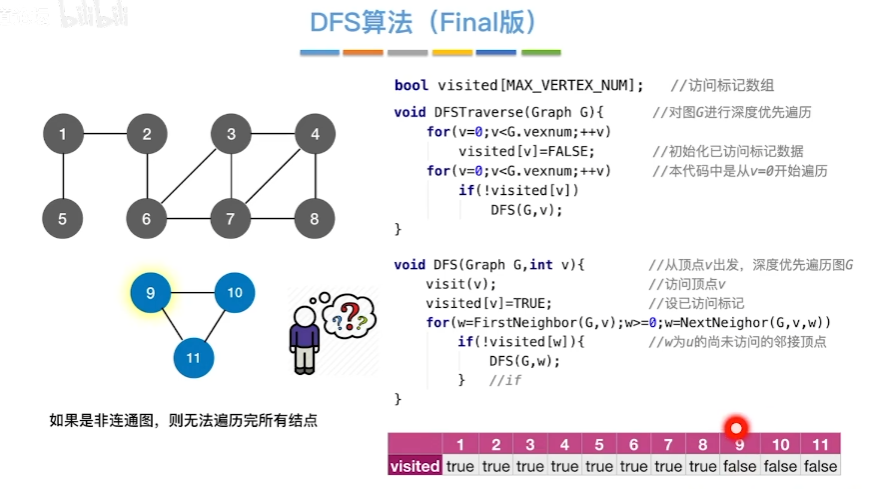 bilibili
DFS算法（Final版）
bool visited[MAX_VERTEX_NUM]; //访问标记数组
void DFSTraverse(Graph G){ //对图G进行深度优先遍历
for(v=0;v<G.vexnum;++v)
visited[v]=FALSE; //初始化已访问标记数据
for(v=0;v<G.vexnum;++v) //本代码中是从v=0开始遍历
if(!visited[v])
DFS(G,v);
}
void DFS(Graph G,int v){ //从顶点v出发，深度优先遍历图G
visit(v); //访问顶点v
visited[v]=TRUE; //设已访问标记
for(w=FirstNeighbor(G,v);w>=0;w=NextNeighor(G,v,w))
if(!visited[w]){ //w为u的尚未访问的邻接顶点
DFS(G,w);
} //if
}
1 2 3 4
5 6 7 8
9 10
11
???
如果是非连通图，则无法遍历完所有结点
1 2 3 4 5 6 7 8 9 10 11
visited true true true true true true true true false false false